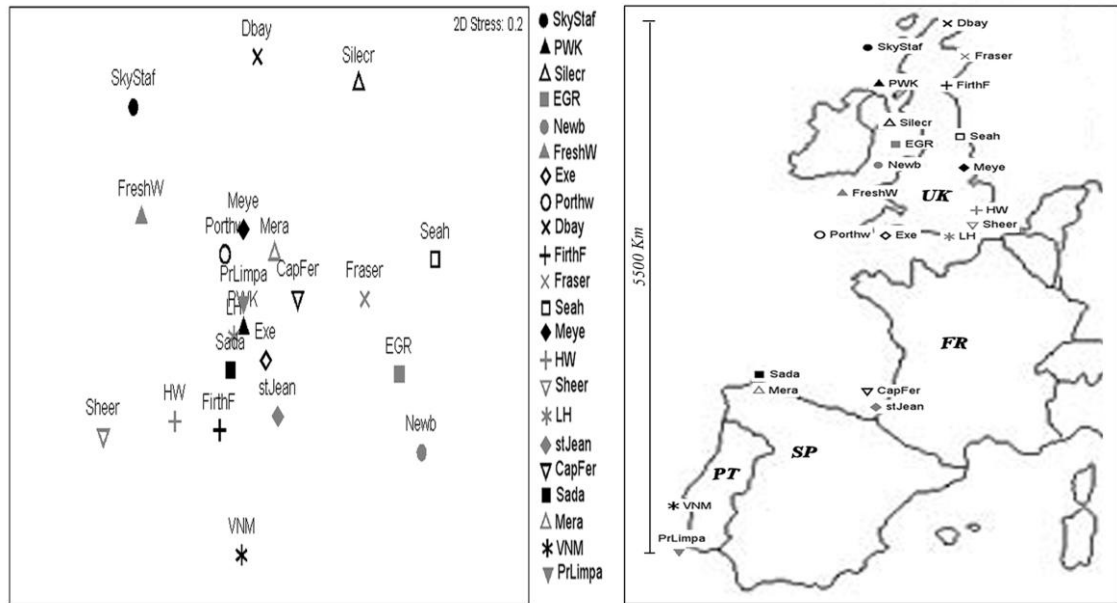 2D Stress: 0.2
Dbay
Silecr
SkyStaf
FreshW
Meye
Porthw
Mera
Seah
PrLimpa
CapFer
Fraser
PWK
LH
Exe
Sada
EGR
stJean
HW
FirthF
Sheer
Newb
VNM
SkyStaf
PWK
Silecr
EGR
Newb
FreshW
Exe
Porthw
Dbay
FirthF
Fraser
Seah
Meye
HW
Sheer
LH
stJean
CapFer
Sada
Mera
VNM
PrLimpa
5500 Km
Dbay
SkyStaf
Fraser
PWK
FirthF
Silecr
Seah
EGR
Newb
Meye
FreshW
UK
HW
Sheer
Porthw
Exe
LH
FR
Sada
Mera
CapFer
stJean
SP
PT
VNM
PrLimpa